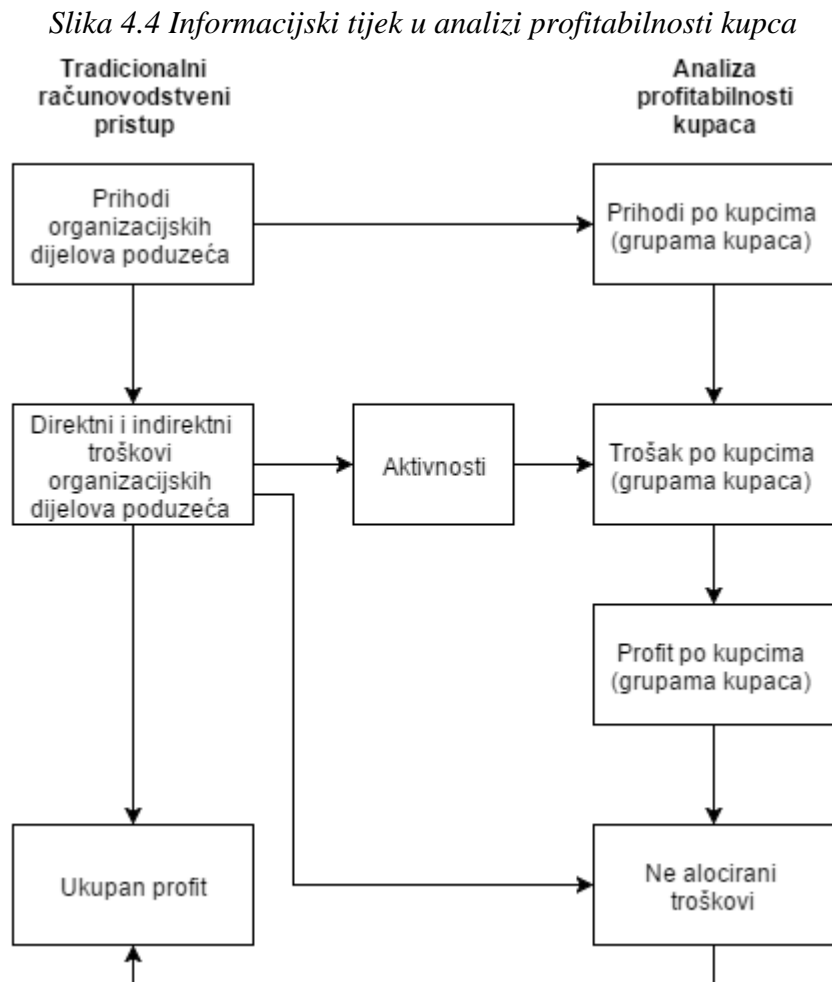 Slika 4.4 Informacijski tijek u analizi profitabilnosti kupca
Tradicionalni
računovodstveni
pristup
Analiza
profitabilnosti
kupaca
Prihodi
organizacijskih
dijelova poduzeća
Prihodi po kupcima
(grupama kupaca)
Direktni i indirektni
troškovi
organizacijskih
dijelova poduzeća
Aktivnosti
Trošak po kupcima
(grupama kupaca)
Profit po kupcima
(grupama kupaca)
Ukupan profit
Ne alocirani
troškovi